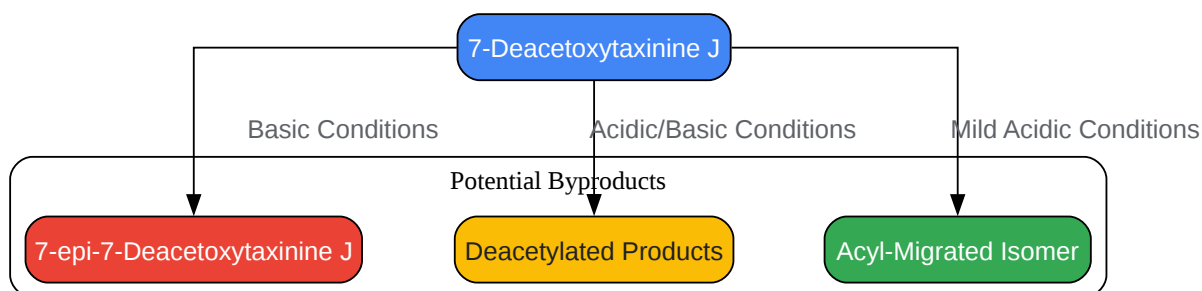 7-Deacetoxytaxinine J
Basic Conditions
Acidic/Basic Conditions
Mild Acidic Conditions
Potential Byproducts
7-epi-7-Deacetoxytaxinine J
Deacetylated Products
Acyl-Migrated Isomer